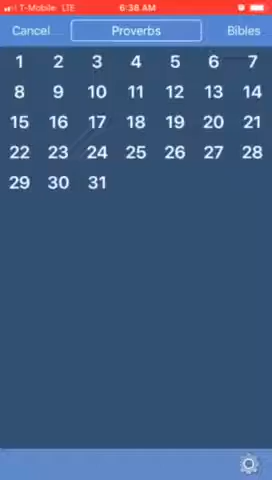 T-Mobile LTE 6:38 AM
Cancel Proverbs Bibles
1 2 3 4 5 6 7
8 9 10 11 12 13 14
15 16 17 18 19 20 21
22 23 24 25 26 27 28
29 30 31